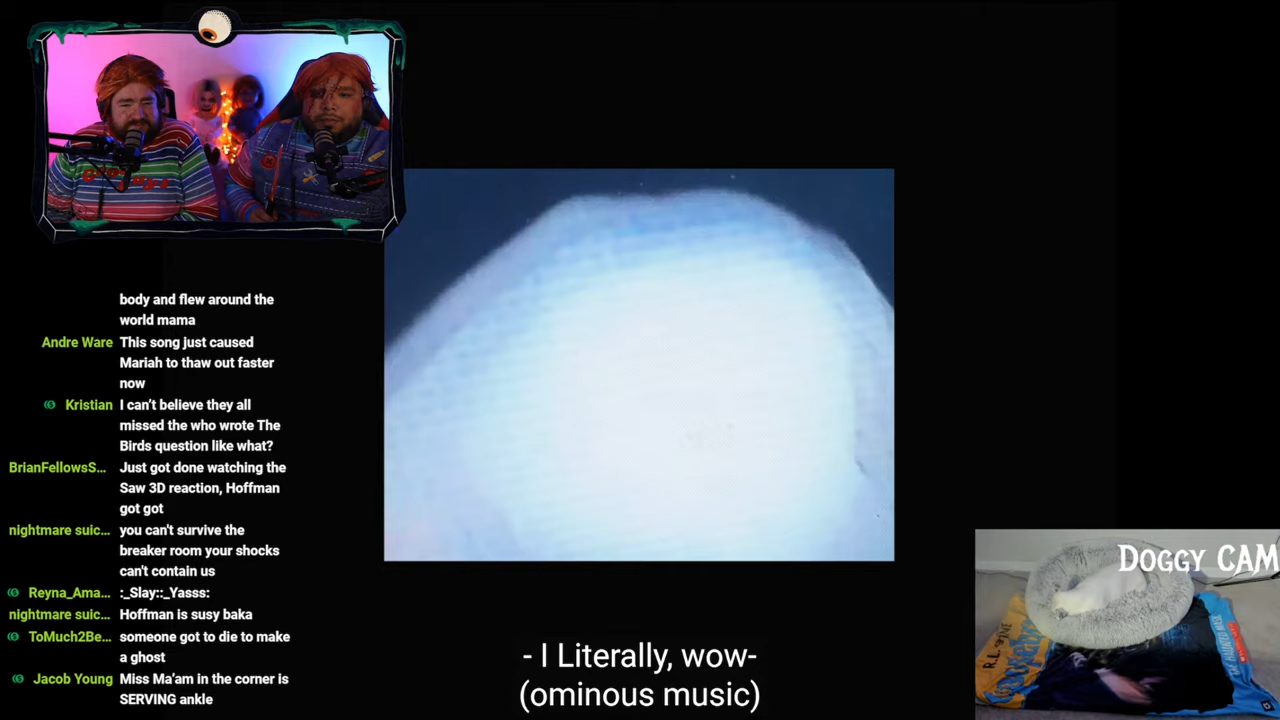 body and flew around the
world mama
Andre Ware This song just caused
Mariah to thaw out faster
now
Kristian I can't believe they all
missed the who wrote The
Birds question like what?
BrianFellowsS... Just got done watching the
Saw 3D reaction, Hoffman
got got
nightmare suic... you can't survive the
breaker room your shocks
can't contain us
Reyna_Ama... :_Slay::_Yasss:
nightmare suic... Hoffman is susy baka
ToMuch2Be... someone got to die to make
a ghost
Jacob Young Miss Ma'am in the corner is
SERVING ankle
- I Literally, wow-
(ominous music)
DOGGY CAM
R.L. STINE
THE HAUNTED MASK